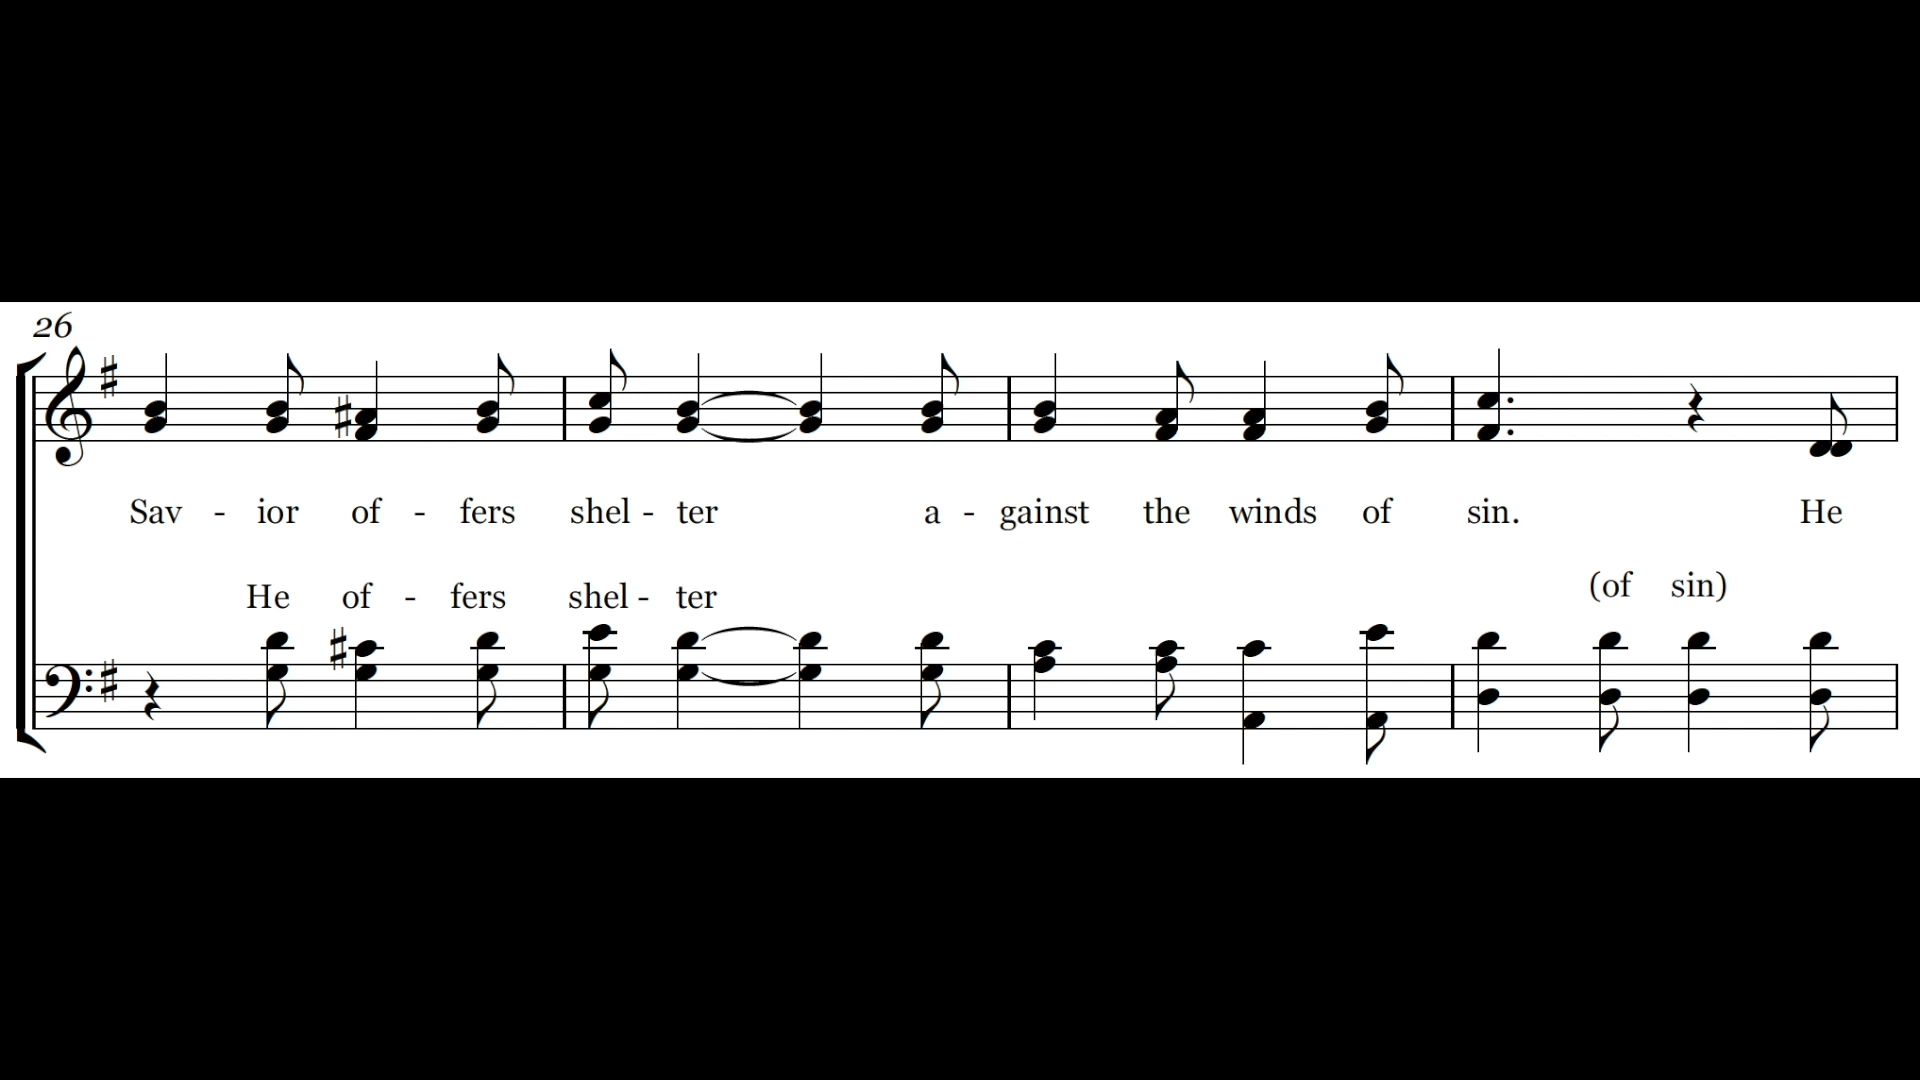 26
Sav - ior of - fers shel - ter a - gainst the winds of sin. He
He of - fers shel - ter (of sin)